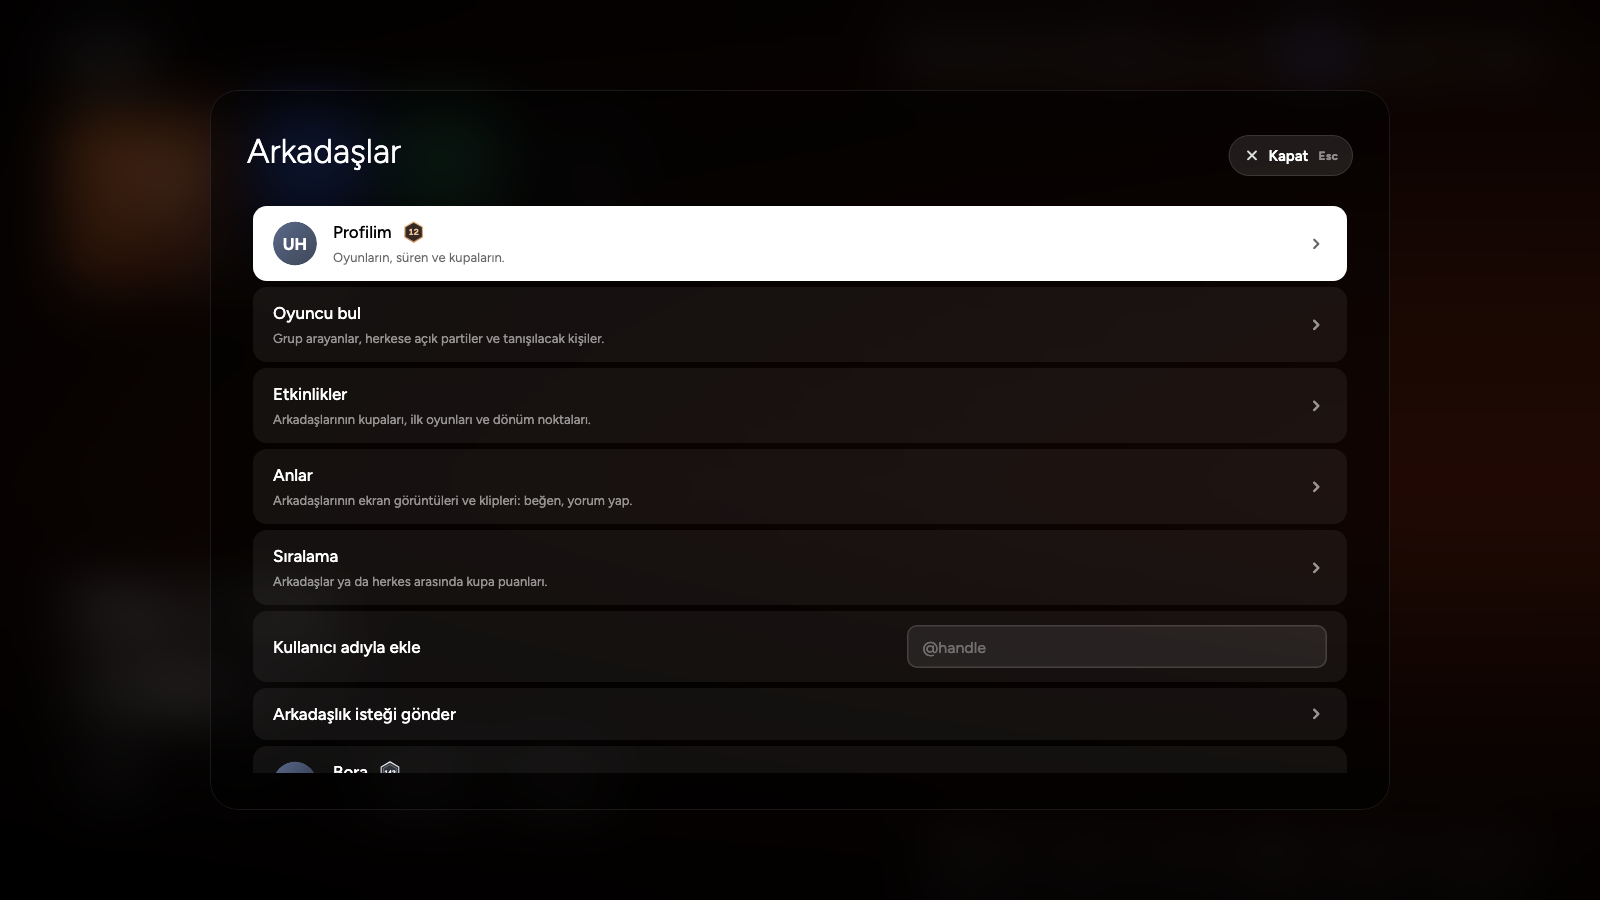 Arkadaşlar
Kapat Esc
UH
Profilim 12
Oyunların, süren ve kupaların.
Oyuncu bul
Grup arayanlar, herkese açık partiler ve tanışılacak kişiler.
Etkinlikler
Arkadaşlarının kupaları, ilk oyunları ve dönüm noktaları.
Anlar
Arkadaşlarının ekran görüntüleri ve klipleri: beğen, yorum yap.
Sıralama
Arkadaşlar ya da herkes arasında kupa puanları.
Kullanıcı adıyla ekle
@handle
Arkadaşlık isteği gönder
Bora